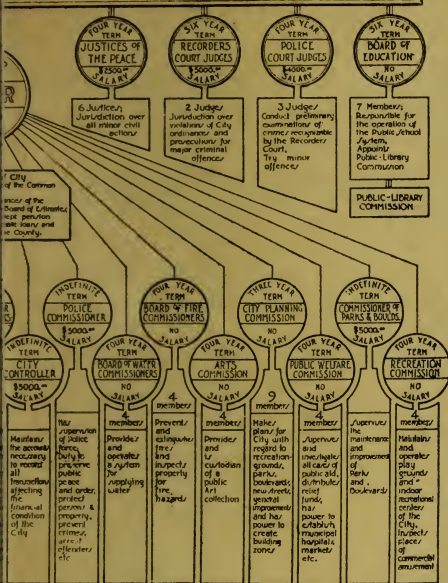 FOUR YEAR
TERM
JUSTICES OF
THE PEACE
SALARY
SIX YEAR
TERM
RECORDERS
COURT JUDGES
$5000.00
SALARY
FOUR YEAR
TERM
POLICE
COURT JUDGES
$4000.00
SALARY
SIX YEAR
TERM
BOARD OF
EDUCATION
NO
SALARY
6 Justices;
Jurisdiction over
all minor civil
actions
2 Judges
Jurisdiction over
violations of City
ordinances and
prosecutions for
major criminal
offences
3 Judges
Conduct preliminary
examinations of
crimes recognizable
by the Recorders
Court,
Try minor
offences
7 Members;
Responsible for
the operation of
the Public School
System,
Appoint
Public-Library
Commission
PUBLIC-LIBRARY
COMMISSION
City
of the Common
Board of Estimates,
pension
loans and
County.
INDEFINITE
TERM
POLICE
COMMISSIONER
$5000.00
SALARY
FOUR YEAR
TERM
BOARD OF FIRE
COMMISSIONERS
NO
SALARY
THREE YEAR
TERM
CITY PLANNING
COMMISSION
NO
SALARY
INDEFINITE
TERM
COMMISSIONER OF
PARKS & BOULDS.
$5000.00
SALARY
INDEFINITE
TERM
CITY
CONTROLLER
$5000.00
SALARY
FOUR YEAR
TERM
BOARD OF WATER
COMMISSIONERS
NO
SALARY
FOUR YEAR
TERM
ARTS
COMMISSION
NO
SALARY
FOUR YEAR
TERM
PUBLIC WELFARE
COMMISSION
NO
SALARY
FOUR YEAR
TERM
RECREATION
COMMISSION
NO
SALARY
Maintains
the accounts
necessary
to record
all
transactions
affecting
the
financial
condition
of the
City
Has
supervision
of Police
Force,
Duty to
preserve
public
peace
and order,
protect
persons &
property,
prevent
crimes,
arrest
offenders
etc
4
members
Provides
and
operates
a system
for
supplying
water
4
members
Prevents
and
extinguishes
fires
and
inspects
property
for
fire
hazards
4
members
Provides
and
is
custodian
of a
public
Art
collection
9
members
Makes
plans for
City with
regard to
recreation-
grounds,
parks,
boulevards,
new streets,
general
improvements
and has
power to
create
building
zones
4
members
Supervises
and
investigates
all cases of
public aid,
distributes
relief
funds,
has
power to
establish
municipal
hospitals,
markets
etc.
Supervises
the
maintenance
and
improvement
of
Parks
and
Boulevards
4
members
Maintains
and
operates
play
grounds
and
indoor
recreational
centers
of the
City,
Inspects
places
of
commercial
amusement